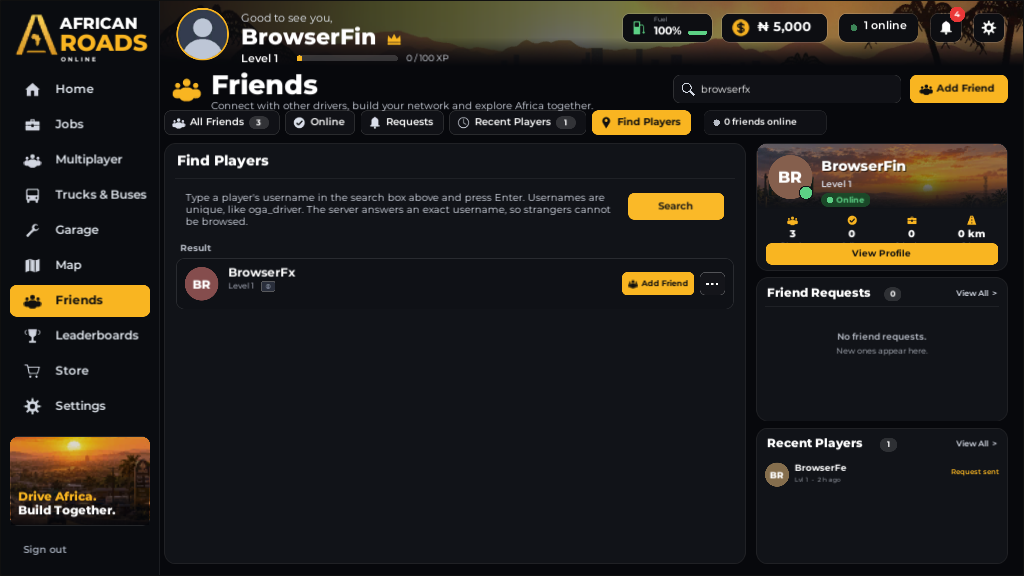 AFRICAN
ROADS
ONLINE
Home
Jobs
Multiplayer
Trucks & Buses
Garage
Map
Friends
Leaderboards
Store
Settings
Drive Africa.
Build Together.
Sign out
Good to see you,
BrowserFin
Level 1
0 / 100 XP
Fuel
100%
$
₦ 5,000
1 online
4
Friends
Connect with other drivers, build your network and explore Africa together.
browserfx
Add Friend
All Friends 3
Online
Requests
Recent Players 1
Find Players
0 friends online
Find Players
Type a player's username in the search box above and press Enter. Usernames are
unique, like oga_driver. The server answers an exact username, so strangers cannot
be browsed.
Search
Result
BR
BrowserFx
Level 1
Add Friend
...
BR
BrowserFin
Level 1
Online
3 0 0 0 km
View Profile
Friend Requests 0
View All >
No friend requests.
New ones appear here.
Recent Players 1
View All >
BR
BrowserFe
Lvl 1 - 2 h ago
Request sent